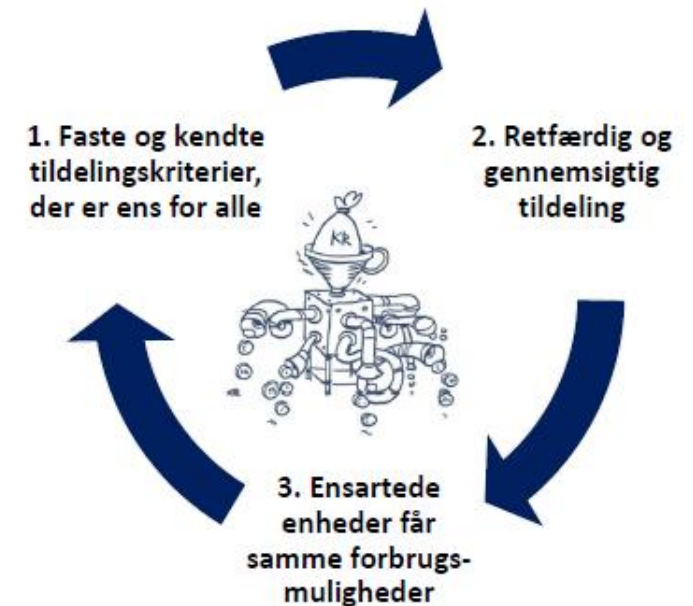 1. Faste og kendte
tildelingskriterier,
der er ens for alle
2. Retfærdig og
gennemsigtig
tildeling
KR
3. Ensartede
enheder får
samme forbrugs-
muligheder